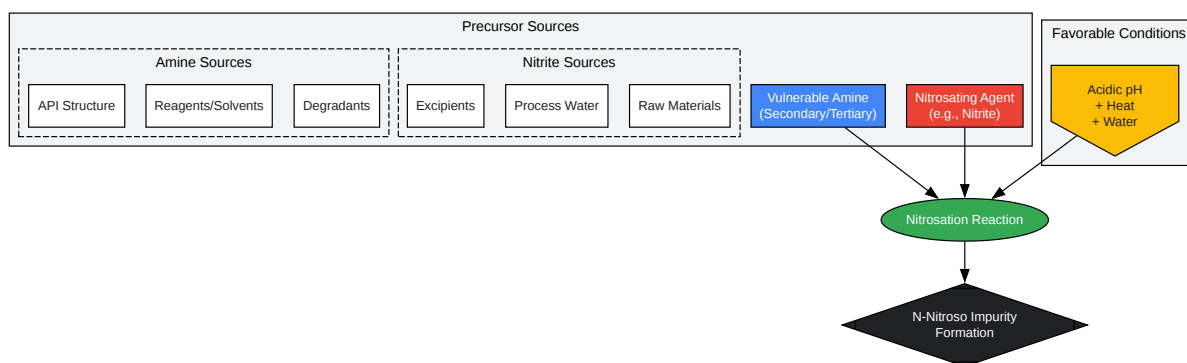 Precursor Sources
Favorable Conditions
Amine Sources
Nitrite Sources
API Structure
Reagents/Solvents
Degradants
Excipients
Process Water
Raw Materials
Vulnerable Amine
(Secondary/Tertiary)
Nitrosating Agent
(e.g., Nitrite)
Acidic pH
+ Heat
+ Water
Nitrosation Reaction
N-Nitroso Impurity
Formation